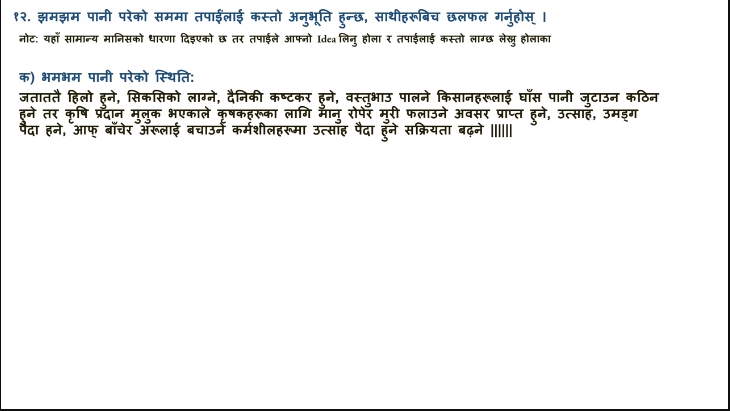 १२. झमझम पानी परेको सममा तपाईंलाई कस्तो अनुभूति हुन्छ, साथीहरूबिच छलफल गर्नुहोस् ।
नोट: यहाँ सामान्य मानिसको धारणा दिइएको छ तर तपाईले आफ्नो Idea लिनु होला र तपाईलाई कस्तो लाग्छ लेख्नु होलाका
क) झमझम पानी परेको स्थिति:
जताततै हिलो हुने, सिकसिको लाग्ने, दैनिकी कष्टकर हुने, वस्तुभाउ पालने किसानहरूलाई घाँस पानी जुटाउन कठिन
हुने तर कृषि प्रदान मुलुक भएकाले कृषकहरूका लागि मानु रोपेर मुरी फलाउने अवसर प्राप्त हुने, उत्साह, उमङ्ग
पैदा हने, आफू बाँचेर अरूलाई बचाउने कर्मशीलहरूमा उत्साह पैदा हुने सक्रियता बढ्ने ||||||